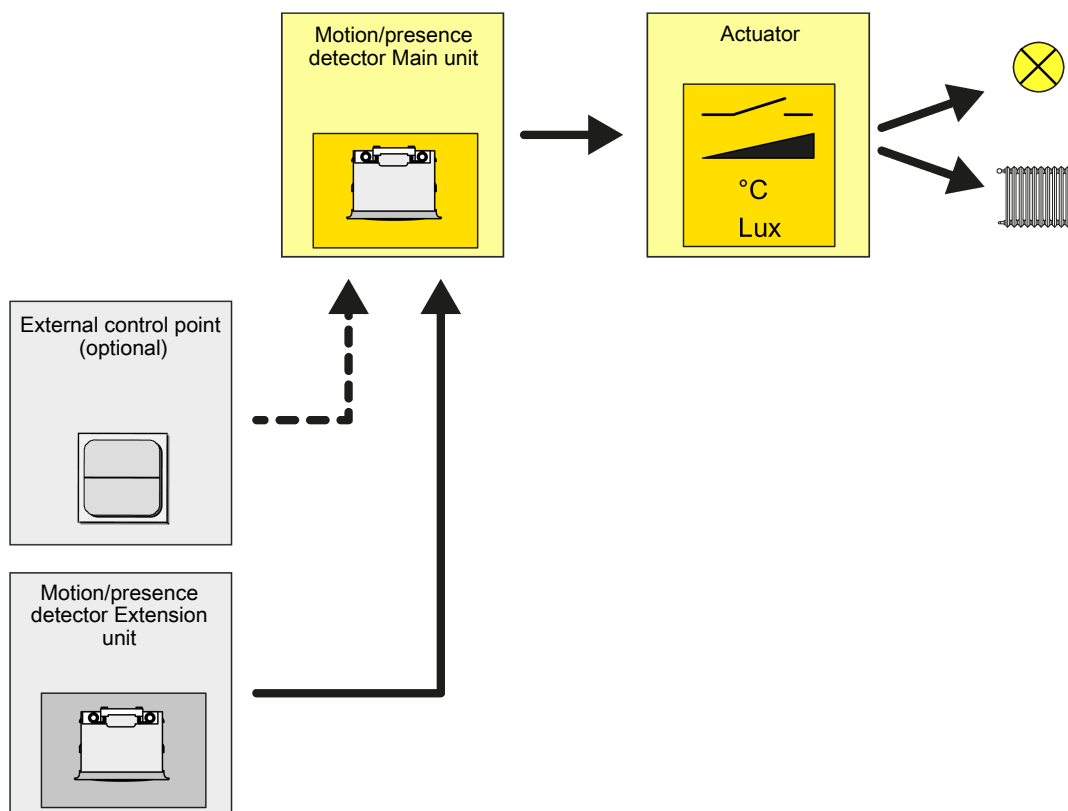 Motion/presence
detector Main unit
Actuator
°C
Lux
External control point
(optional)
Motion/presence
detector Extension
unit